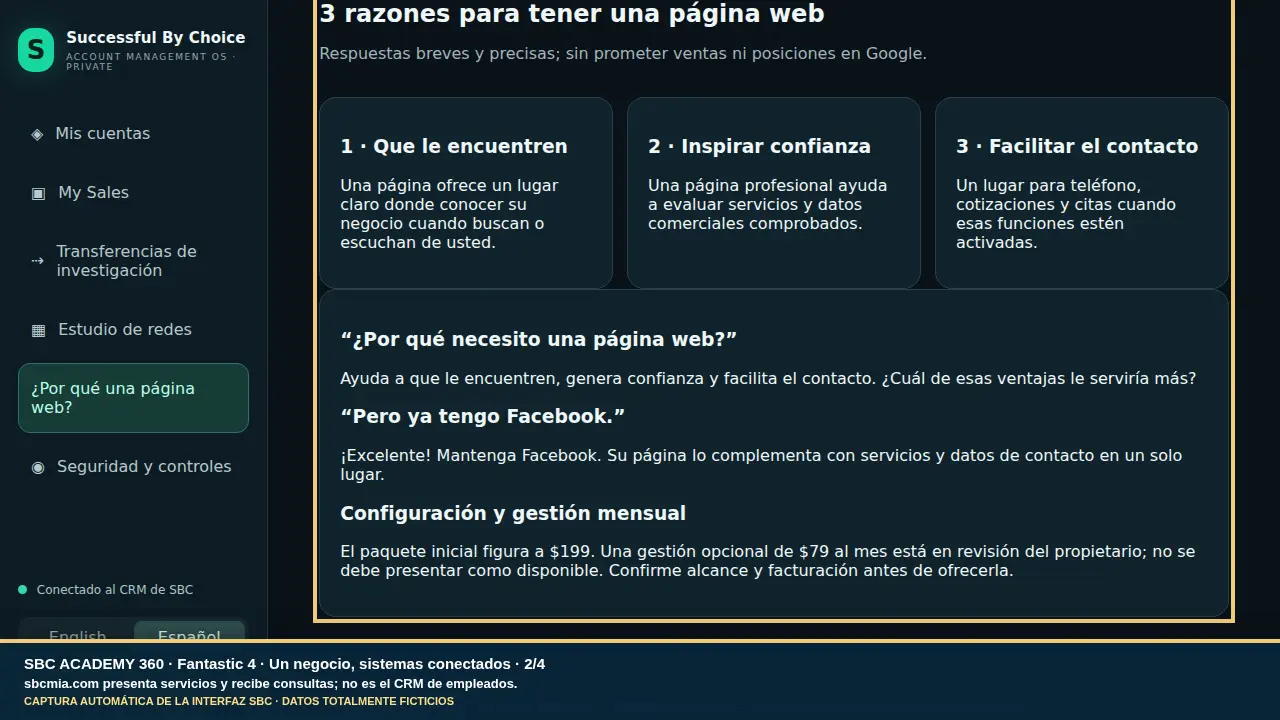 S
Successful By Choice
ACCOUNT MANAGEMENT OS ·
PRIVATE
◈ Mis cuentas
▣ My Sales
⇢ Transferencias de
investigación
▦ Estudio de redes
¿Por qué una página
web?
◉ Seguridad y controles
Conectado al CRM de SBC
English Español
3 razones para tener una página web
Respuestas breves y precisas; sin prometer ventas ni posiciones en Google.
1 · Que le encuentren
Una página ofrece un lugar
claro donde conocer su
negocio cuando buscan o
escuchan de usted.
2 · Inspirar confianza
Una página profesional ayuda
a evaluar servicios y datos
comerciales comprobados.
3 · Facilitar el contacto
Un lugar para teléfono,
cotizaciones y citas cuando
esas funciones estén
activadas.
“¿Por qué necesito una página web?”
Ayuda a que le encuentren, genera confianza y facilita el contacto. ¿Cuál de esas ventajas le serviría más?
“Pero ya tengo Facebook.”
¡Excelente! Mantenga Facebook. Su página lo complementa con servicios y datos de contacto en un solo
lugar.
Configuración y gestión mensual
El paquete inicial figura a $199. Una gestión opcional de $79 al mes está en revisión del propietario; no se
debe presentar como disponible. Confirme alcance y facturación antes de ofrecerla.
SBC ACADEMY 360 · Fantastic 4 · Un negocio, sistemas conectados · 2/4
sbcmia.com presenta servicios y recibe consultas; no es el CRM de empleados.
CAPTURA AUTOMÁTICA DE LA INTERFAZ SBC · DATOS TOTALMENTE FICTICIOS